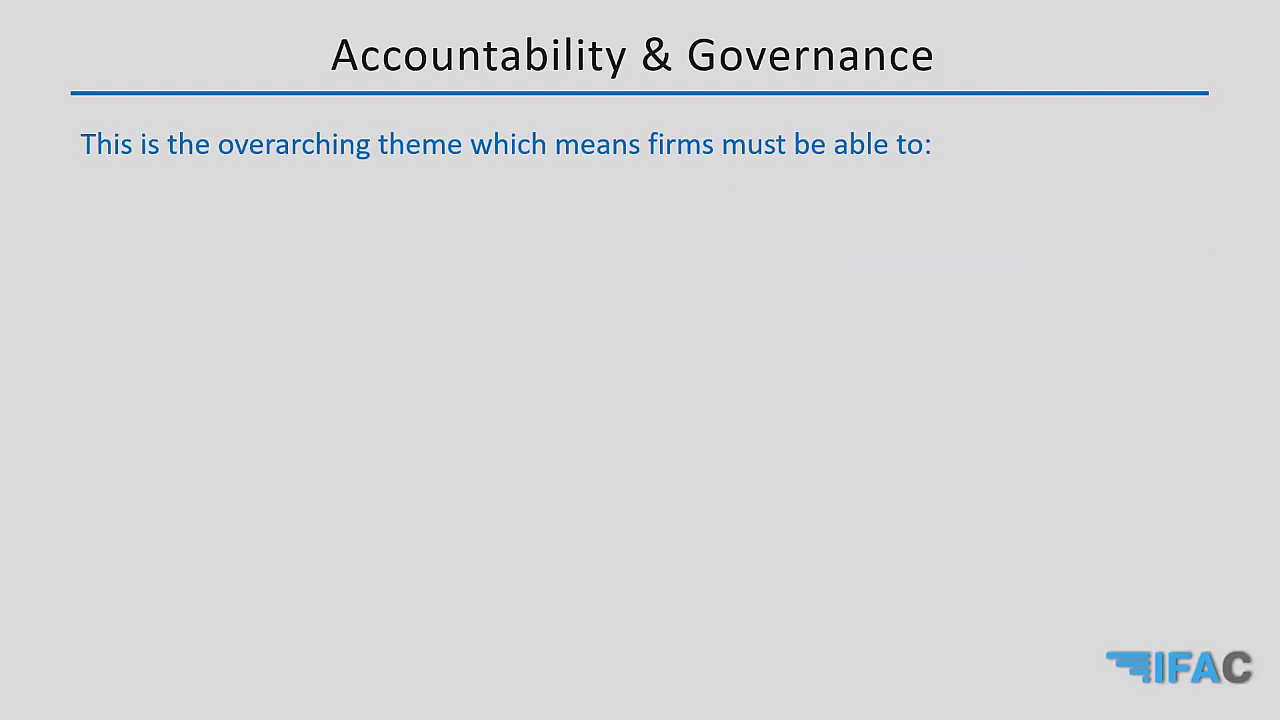 Accountability & Governance
This is the overarching theme which means firms must be able to:
IFAC